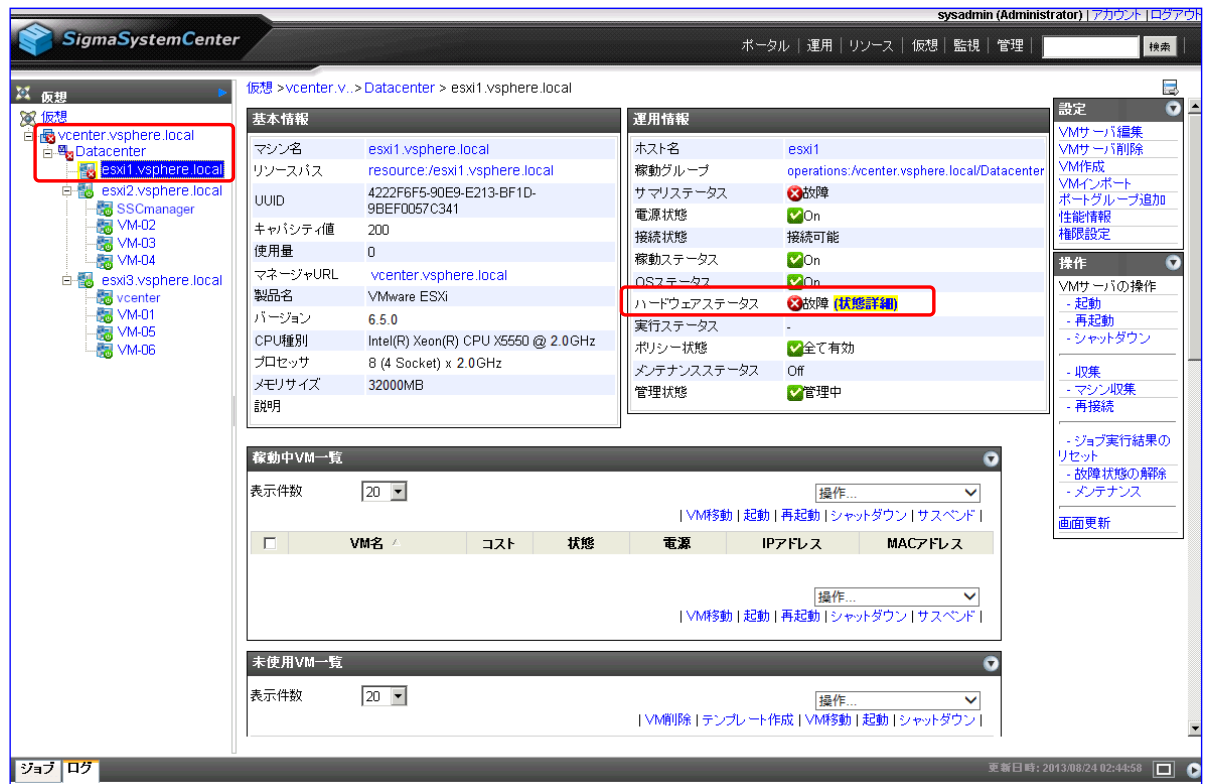 sysadmin (Administrator) | アカウント | ログアウト
SigmaSystemCenter
ポータル | 運用 | リソース | 仮想 | 監視 | 管理 |
検索
仮想
仮想
vcenter.vsphere.local
Datacenter
esxi1.vsphere.local
esxi2.vsphere.local
SSCmanager
VM-02
VM-03
VM-04
esxi3.vsphere.local
vcenter
VM-01
VM-05
VM-06
仮想 >vcenter.v..> Datacenter > esxi1.vsphere.local
基本情報
マシン名 esxi1.vsphere.local
リソースパス resource:/esxi1.vsphere.local
UUID 4222F6F5-90E9-E213-BF1D-
9BEF0057C341
キャパシティ値 200
使用量 0
マネージャURL vcenter.vsphere.local
製品名 VMware ESXi
バージョン 6.5.0
CPU種別 Intel(R) Xeon(R) CPU X5550 @ 2.0GHz
プロセッサ 8 (4 Socket) x 2.0GHz
メモリサイズ 32000MB
説明
運用情報
ホスト名 esxi1
稼動グループ operations:/vcenter.vsphere.local/Datacenter
サマリステータス 故障
電源状態 On
接続状態 接続可能
稼動ステータス On
OSステータス On
ハードウェアステータス 故障 (状態詳細)
実行ステータス -
ポリシー状態 全て有効
メンテナンスステータス Off
管理状態 管理中
稼動中VM一覧
表示件数 20 操作...
| VM移動 | 起動 | 再起動 | シャットダウン | サスペンド |
VM名 コスト 状態 電源 IPアドレス MACアドレス
操作...
| VM移動 | 起動 | 再起動 | シャットダウン | サスペンド |
未使用VM一覧
表示件数 20 操作...
| VM削除 | テンプレート作成 | VM移動 | 起動 | シャットダウン |
設定
VMサーバ編集
VMサーバ削除
VM作成
VMインポート
ポートグループ追加
性能情報
権限設定
操作
VMサーバの操作
- 起動
- 再起動
- シャットダウン
- 収集
- マシン収集
- 再接続
- ジョブ実行結果の
リセット
- 故障状態の解除
- メンテナンス
画面更新
ジョブ ログ
更新日時 : 2013/08/24 02:44:58